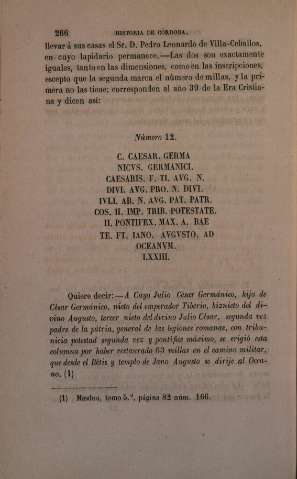 266 HISTORIA DE CÓRDOBA.
llevar á sus casas el Sr. D. Pedro Leonardo de Villa-Ceballos,
en cuyo lapidario permanece.—Las dos son exactamente
iguales, tanto en las dimensiones, como en las inscripciones,
escepto que la segunda marca el número de millas, y la pri-
mera no las tiene; corresponden al año 39 de la Era Cristia-
na y dicen asi:
Número 12.
C. CAESAR. GERMA
NICVS. GERMANICI.
CAESARIS. F. TI. AVG. N.
DIVI. AVG. PRO. N. DIVI.
IVLI. AB. N. AVG. PAT. PATR.
COS. II. IMP. TRIB. POTESTATE.
II. PONTIFEX. MAX. A. BAE
TE. ET. IANO. AVGVSTO. AD
OCEANVM.
LXXIII.
Quiere decir:—A Cayo Julio César Germánico, hijo de
César Germánico, nieto del emperador Tiberio, biznieto del di-
vino Augusto, tercer nieto del divino Julio César, segunda vez
padre de la pátria, general de las legiones romanas, con tribu-
nicia potestad segunda vez y pontífice máximo, se erigió esta
columna por haber restaurado 63 millas en el camino militar,
que desde el Bétis y templo de Jano Augusto se dirije al Océa-
no. (1)
(1) Masdeu, tomo 5.º, página 82 núm. 166.